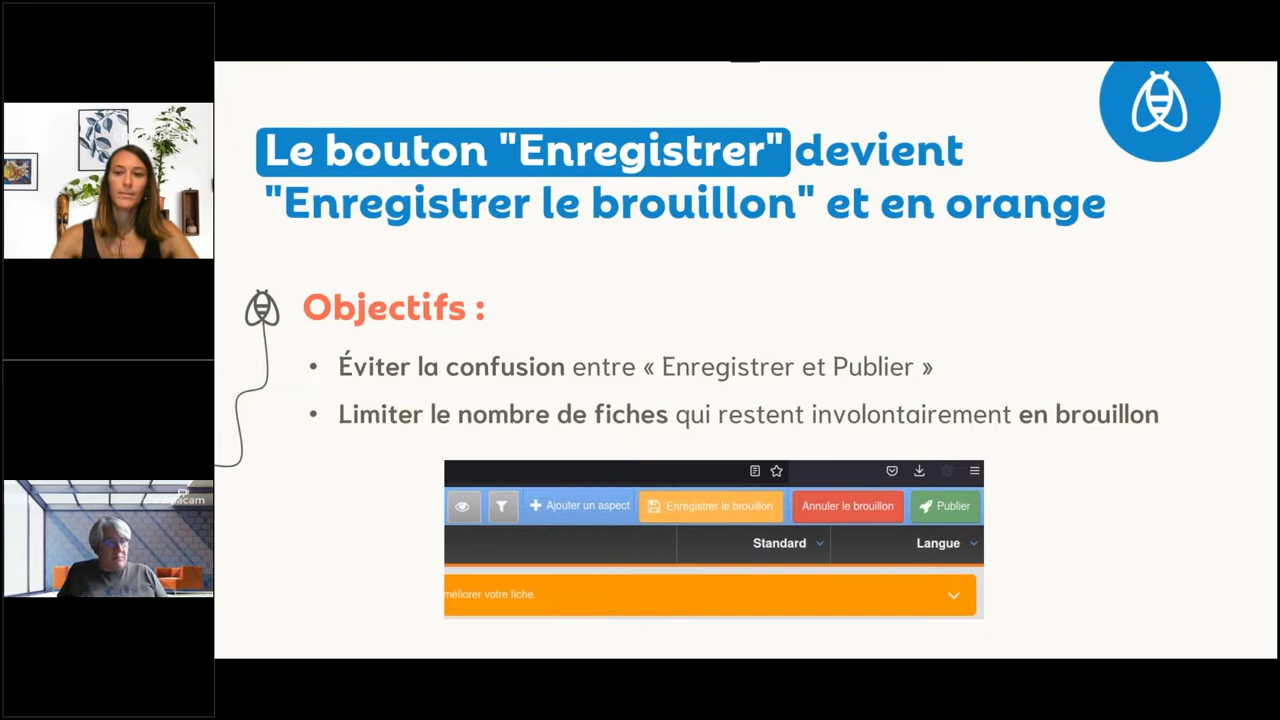 Le bouton "Enregistrer" devient
"Enregistrer le brouillon" et en orange
Objectifs :
• Éviter la confusion entre « Enregistrer et Publier »
• Limiter le nombre de fiches qui restent involontairement en brouillon
Ajouter un aspect Enregistrer le brouillon Annuler le brouillon Publier
Standard Langue
méliorer votre fiche.